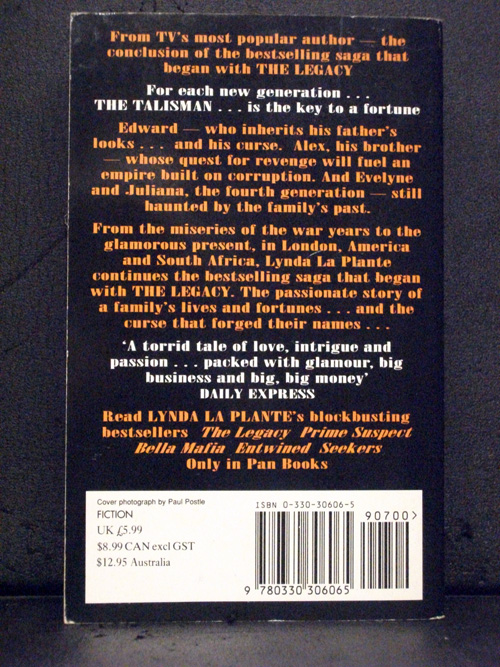 From TV's most popular author — the
conclusion of the bestselling saga that
began with THE LEGACY
For each new generation . . .
THE TALISMAN . . . is the key to a fortune
Edward — who inherits his father's
looks . . . and his curse. Alex, his brother
— whose quest for revenge will fuel an
empire built on corruption. And Evelyne
and Juliana, the fourth generation — still
haunted by the family's past.
From the miseries of the war years to the
glamorous present, in London, America
and South Africa, Lynda La Plante
continues the bestselling saga that began
with THE LEGACY. The passionate story of
a family's lives and fortunes . . . and the
curse that forged their names . . .
'A torrid tale of love, intrigue and
passion . . . packed with glamour, big
business and big, big money'
DAILY EXPRESS
Read LYNDA LA PLANTE's blockbusting
bestsellers The Legacy Prime Suspect
Bella Mafia Entwined Seekers
Only in Pan Books
Cover photograph by Paul Postle
FICTION
UK £5.99
$8.99 CAN excl GST
$12.95 Australia
ISBN 0-330-30606-5
90700>
9 780330 306065